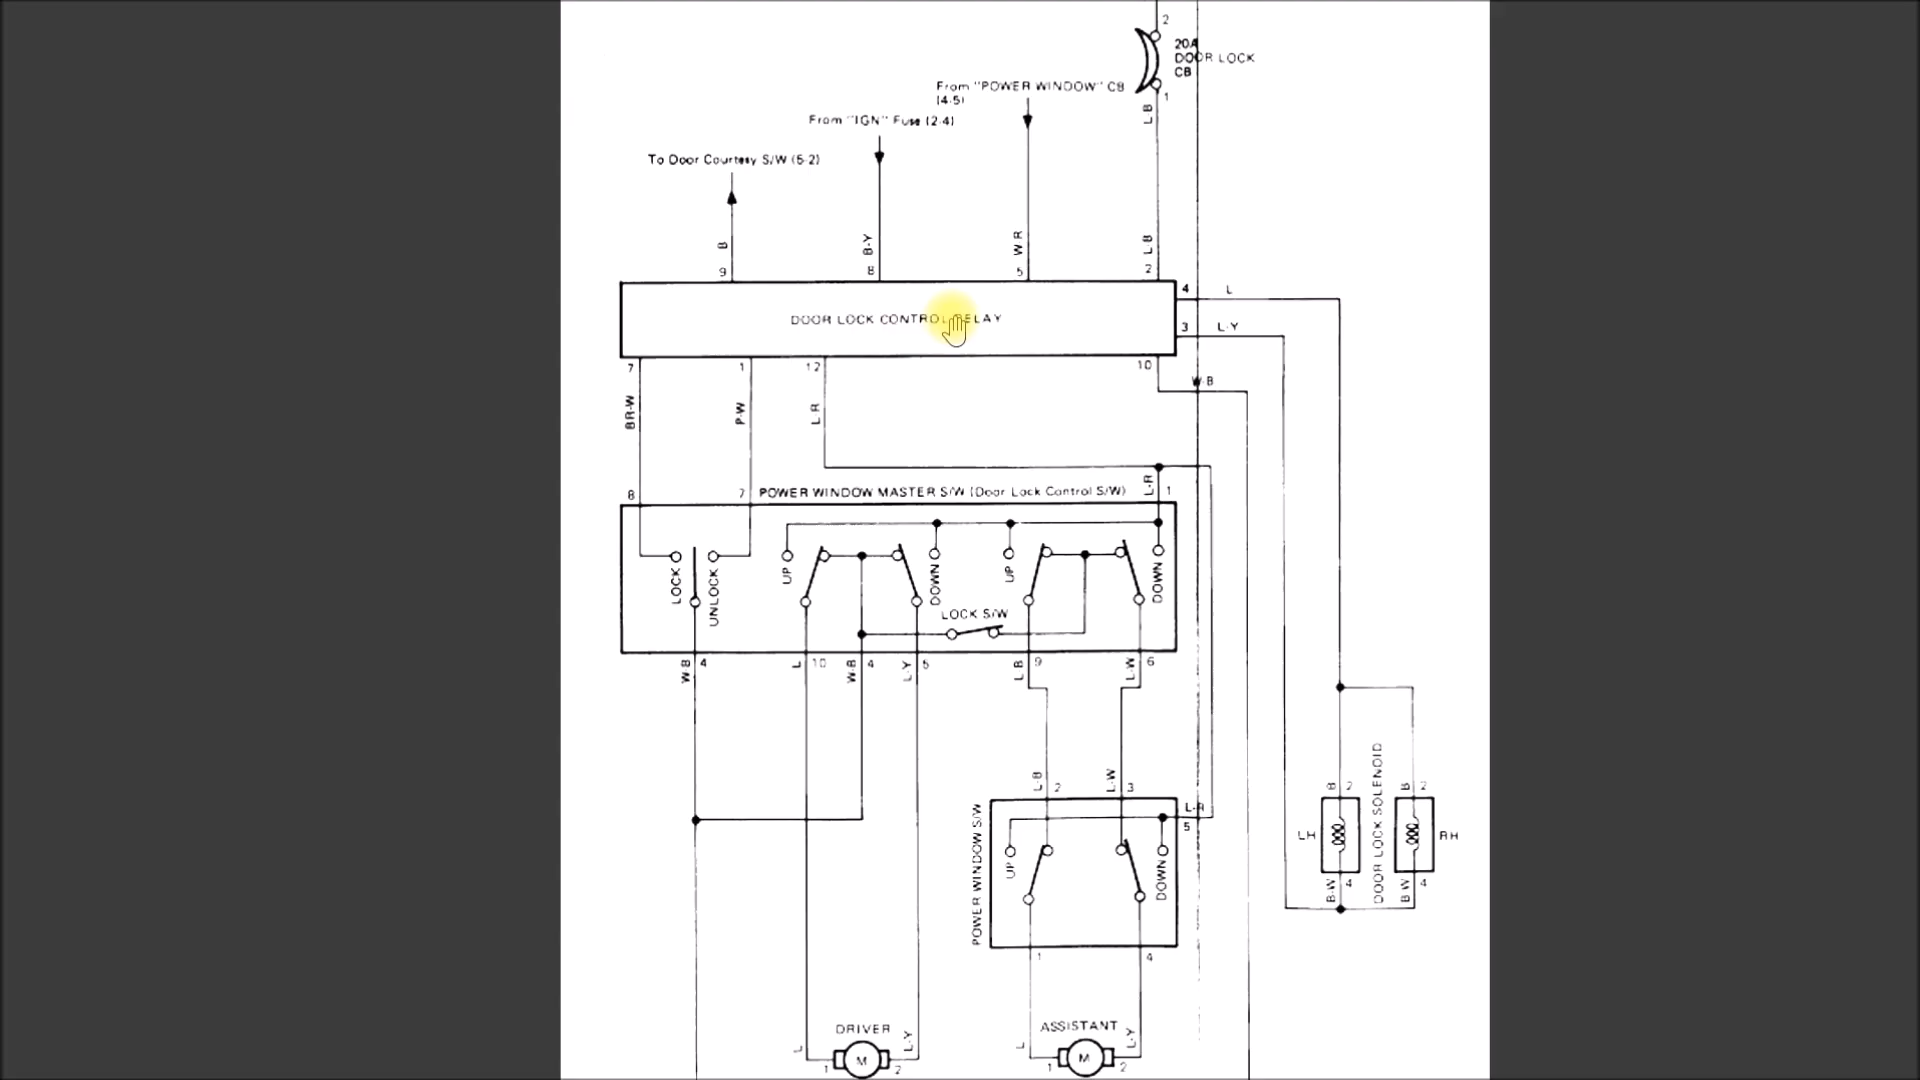 2
20A
DOOR LOCK
CB
1
From "POWER WINDOW" CB
(4-5)
From "IGN" Fuse (2-4)
To Door Courtesy S/W (5-2)
L B
B
B-Y
W R
L B
9
8
5
2
4
L
DOOR LOCK CONTROL RELAY
3
L-Y
7
1
12
10
W-B
BR-W
P-W
L R
8
7
POWER WINDOW MASTER S/W (Door Lock Control S/W)
L-R
1
LOCK
UNLOCK
UP
DOWN
UP
DOWN
LOCK S/W
W-B
4
L
10
W-B
4
L-Y
5
L B
9
L-W
6
L-B
2
L-W
3
L-R
5
POWER WINDOW S/W
UP
DOWN
B
2
B
2
LH
DOOR LOCK SOLENOID
RH
B-W
4
B W
4
1
4
DRIVER
ASSISTANT
L
L-Y
L
L-Y
1
M
2
1
M
2